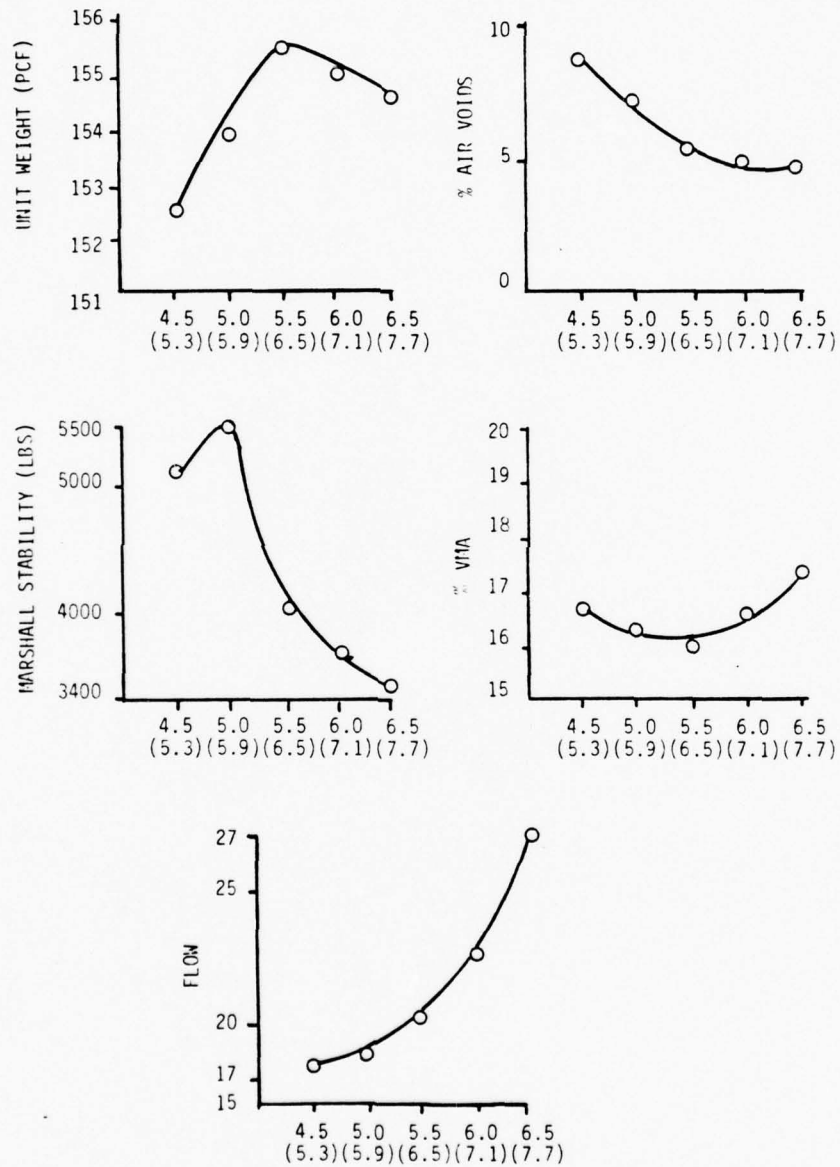 UNIT WEIGHT (PCF)
156
155
154
153
152
151
4.5 5.0 5.5 6.0 6.5
(5.3)(5.9)(6.5)(7.1)(7.7)
% AIR VOIDS
10
5
0
4.5 5.0 5.5 6.0 6.5
(5.3)(5.9)(6.5)(7.1)(7.7)
MARSHALL STABILITY (LBS)
5500
5000
4000
3400
4.5 5.0 5.5 6.0 6.5
(5.3)(5.9)(6.5)(7.1)(7.7)
% VMA
20
19
18
17
16
15
4.5 5.0 5.5 6.0 6.5
(5.3)(5.9)(6.5)(7.1)(7.7)
FLOW
27
25
20
17
15
4.5 5.0 5.5 6.0 6.5
(5.3)(5.9)(6.5)(7.1)(7.7)